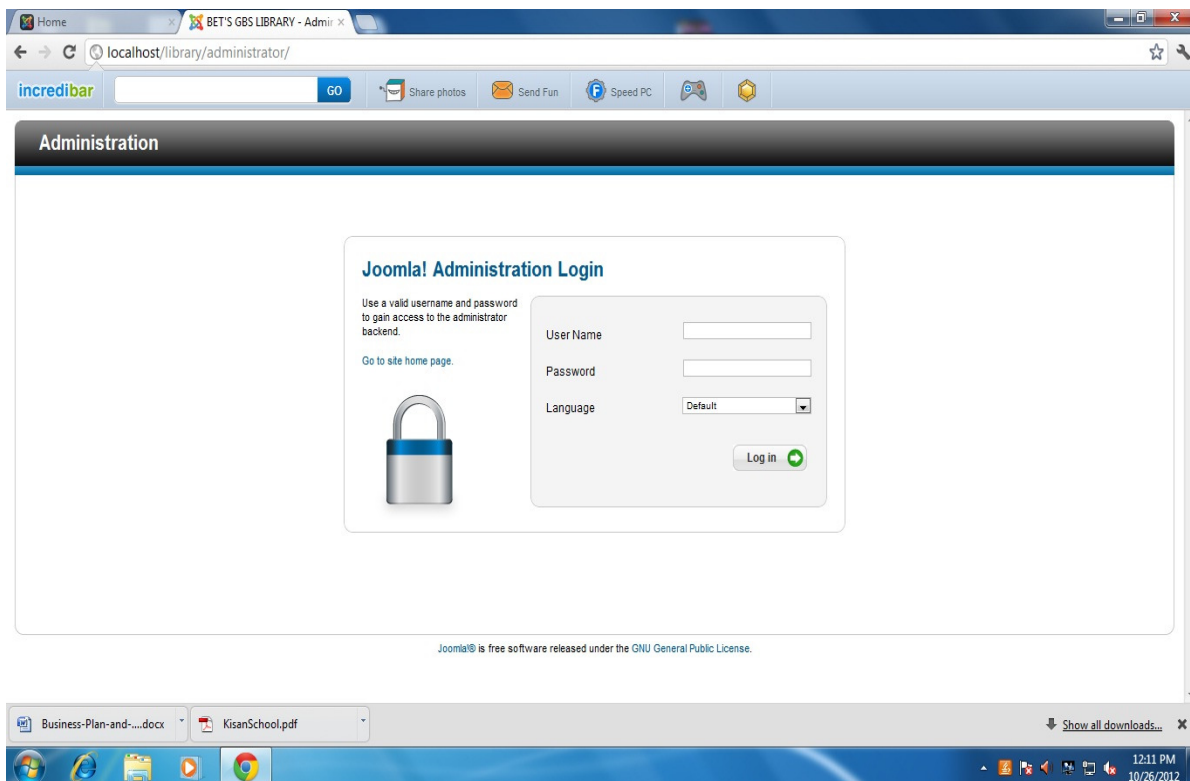 Home
BET'S GBS LIBRARY - Admir
localhost/library/administrator/
incredibar
GO
Share photos
Send Fun
F
Speed PC
Administration
Joomla! Administration Login
Use a valid username and password
to gain access to the administrator
backend.
Go to site home page.
User Name
Password
Language
Default
Log in
Joomla!® is free software released under the GNU General Public License.
Business-Plan-and-....docx
KisanSchool.pdf
Show all downloads...
12:11 PM
10/26/2012